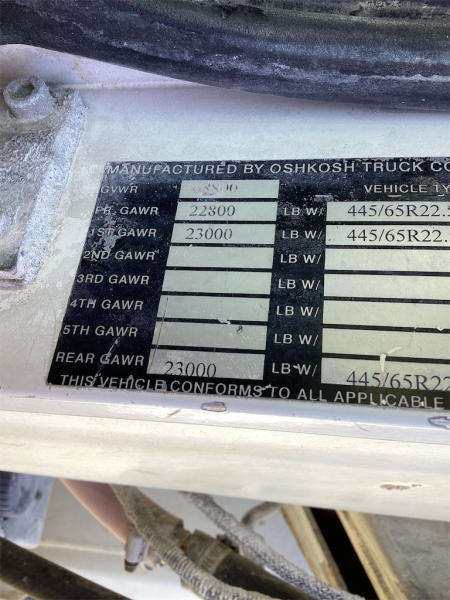 MANUFACTURED BY OSHKOSH TRUCK CO
GVWR 68800 VEHICLE TY
FR. GAWR 22800 LB W/ 445/65R22.5
1ST GAWR 23000 LB W/ 445/65R22.
2ND GAWR LB W/
3RD GAWR LB W/
4TH GAWR LB W/
5TH GAWR LB W/
REAR GAWR 23000 LB W/ 445/65R22
THIS VEHICLE CONFORMS TO ALL APPLICABLE